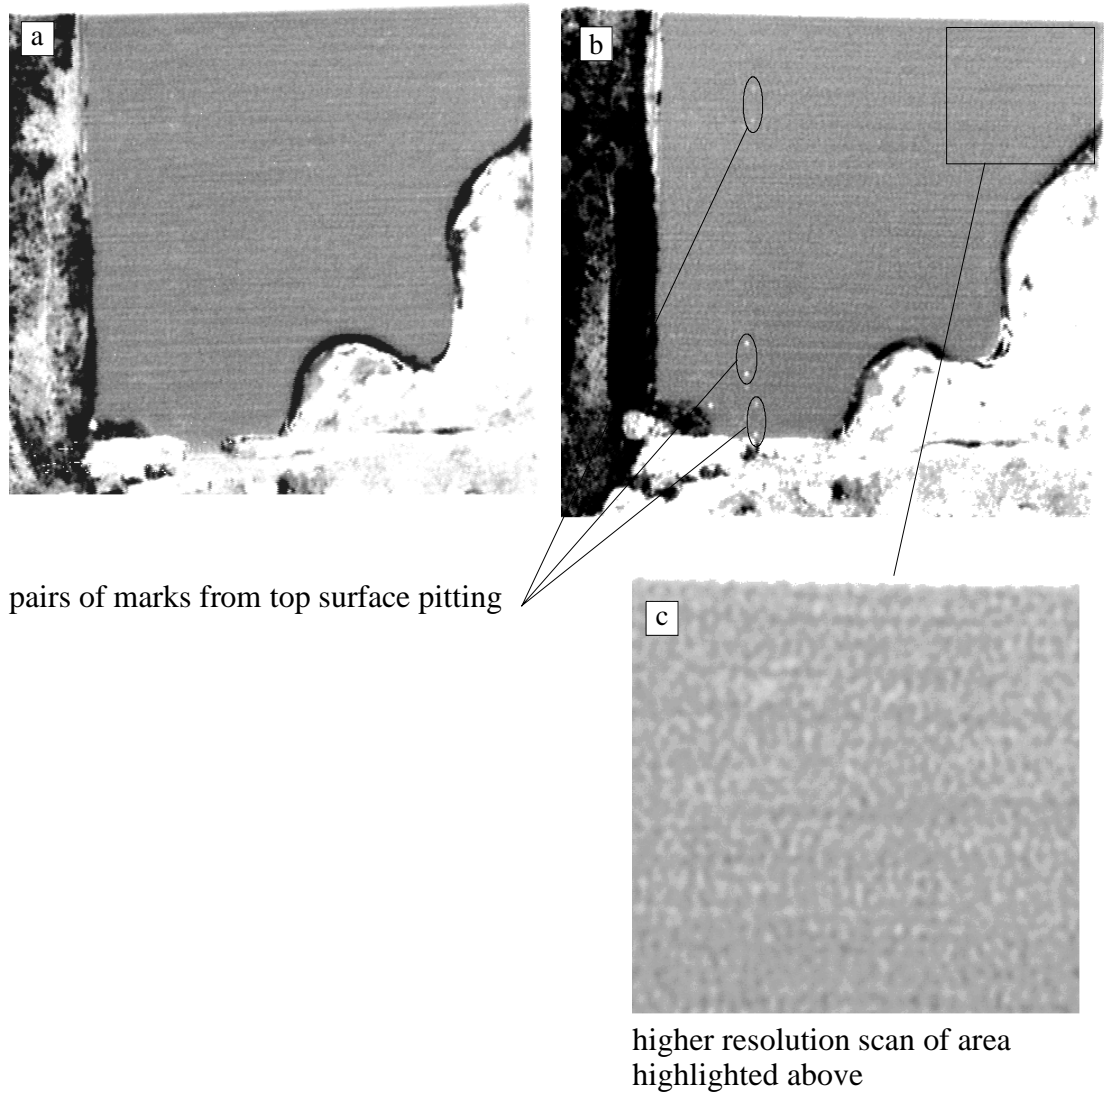 a
b
pairs of marks from top surface pitting
c
higher resolution scan of area
highlighted above